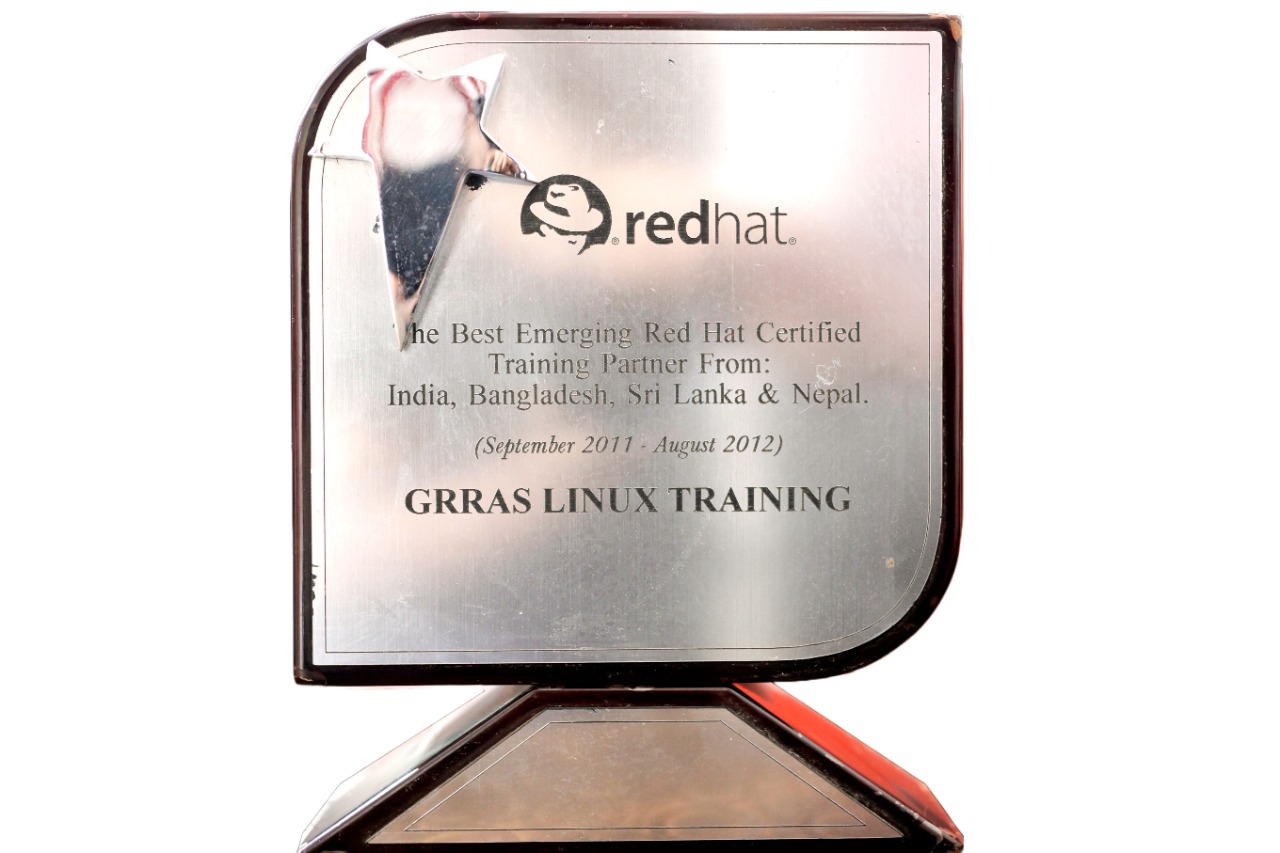 redhat.
The Best Emerging Red Hat Certified
Training Partner From:
India, Bangladesh, Sri Lanka & Nepal.
(September 2011 - August 2012)
GRRAS LINUX TRAINING